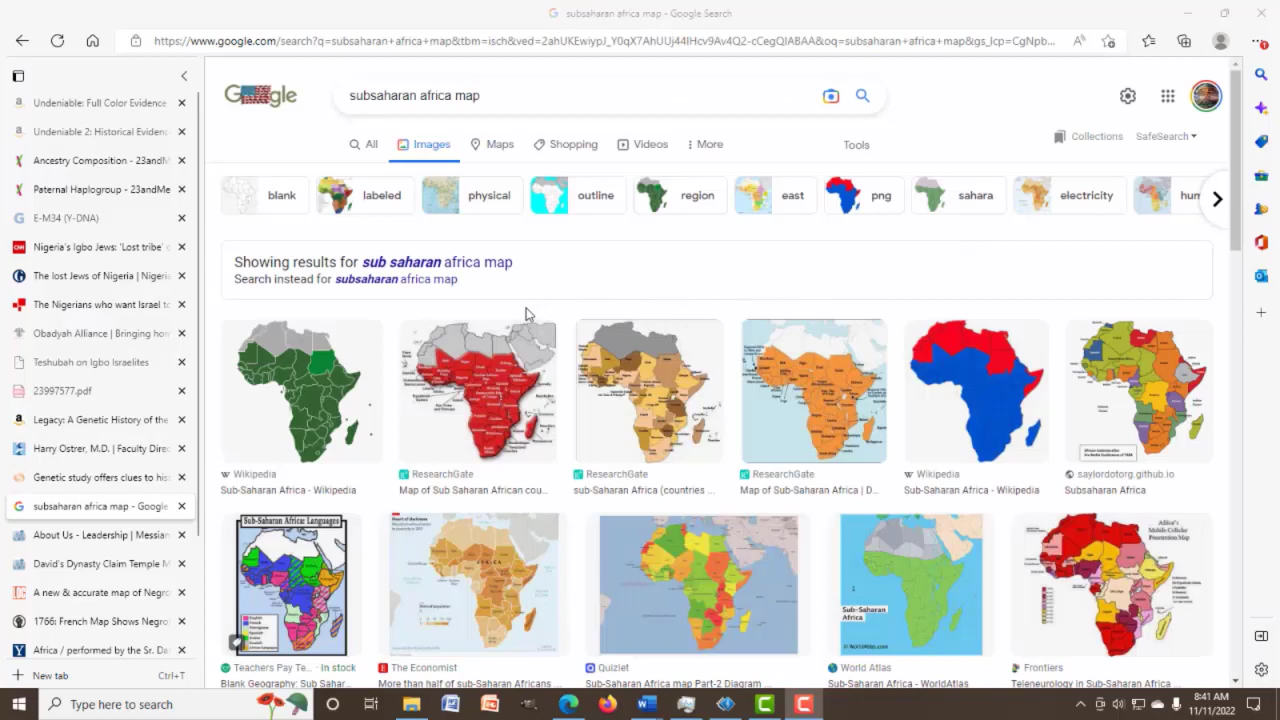 subsaharan africa map - Google Search
https://www.google.com/search?q=subsaharan+africa+map&tbm=isch&ved=2ahUKEwiypJ_Y0qX7AhUUj44IHcv9Av4Q2-cCegQIABAA&oq=subsaharan+africa+map&gs_lcp=CgNpb...
Undeniable: Full Color Evidence
Undeniable 2: Historical Evidenc
Ancestry Composition - 23andM
Paternal Haplogroup - 23andMe
E-M34 (Y-DNA)
Nigeria's Igbo Jews: 'Lost tribe' o
The lost Jews of Nigeria | Nigeri
The Nigerians who want Israel to
Obadyah Alliance | Bringing hom
Teshubah on Igbo Israelites
23977577.pdf
Legacy: A Genetic History of the
Harry Ostrer, M.D. | Faculty Direc
Genetic study offers clues to his
subsaharan africa map - Google
About Us - Leadership | Messian
David's Dynasty Claim Temple M
A new & accurate map of Negro
1766: French Map Shows Negro
Africa / performed by the Sr. Da
New tab
Ctrl+T
Google
subsaharan africa map
All Images Maps Shopping Videos More Tools
Collections SafeSearch
blank labeled physical outline region east png sahara electricity hum
Showing results for sub saharan africa map
Search instead for subsaharan africa map
Wikipedia
Sub-Saharan Africa - Wikipedia
ResearchGate
Map of Sub Saharan African cou...
ResearchGate
sub-Saharan Africa (countries ...
ResearchGate
Map of Sub-Saharan Africa | D...
Wikipedia
Sub-Saharan Africa - Wikipedia
saylordotorg.github.io
Subsaharan Africa
Sub-Saharan Africa: Languages
AFRICA
Sub-Saharan
Africa
Africa's
Mobile Cellular
Penetration Map
Teachers Pay Te... · In stock
Blank Geography: Sub Sahar...
The Economist
More than half of sub-Saharan Africans ...
Quizlet
Sub-Saharan Africa map Part-2 Diagram ...
World Atlas
Sub-Saharan Africa - WorldAtlas
Frontiers
Teleneurology in Sub-Saharan Africa ...
Type here to search
8:41 AM
11/11/2022